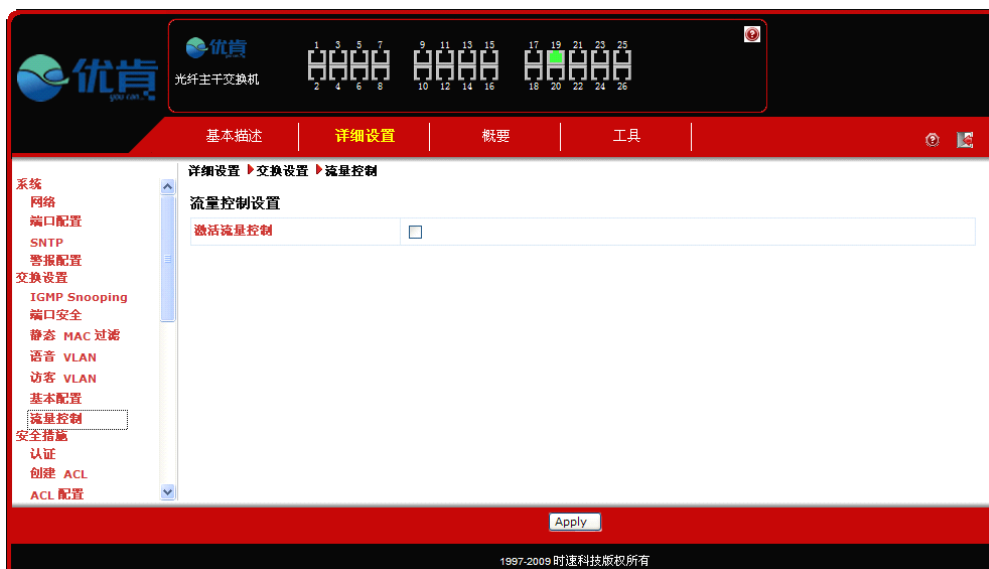 优肯
you can
优肯
光纤主干交换机
1 3 5 7 9 11 13 15 17 19 21 23 25
2 4 6 8 10 12 14 16 18 20 22 24 26
基本描述 详细设置 概要 工具
系统
网络
端口配置
SNTP
警报配置
交换设置
IGMP Snooping
端口安全
静态 MAC 过滤
语音 VLAN
访客 VLAN
基本配置
流量控制
安全措施
认证
创建 ACL
ACL 配置
详细设置 交换设置 流量控制
流量控制设置
激活流量控制
Apply
1997-2009 时速科技版权所有